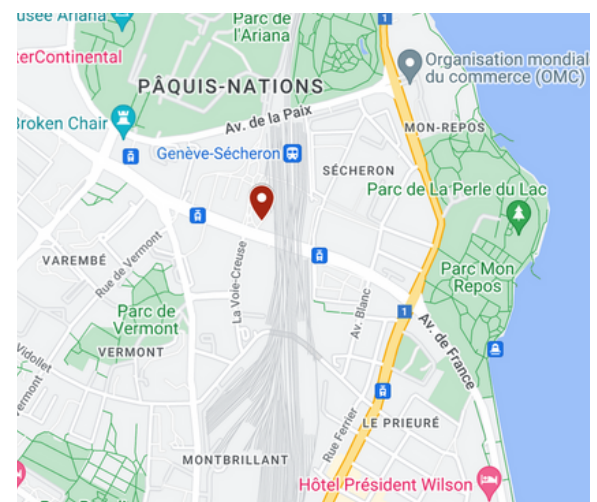 usée Ariana
Parc de
l'Ariana
1
terContinental
Organisation mondial
du commerce (OMC)
PÂQUIS-NATIONS
Broken Chair
Av. de la Paix
MON-REPOS
Genève-Sécheron
SÉCHERON
Parc de La Perle du Lac
VAREMBÉ
Rue de Vermont
La Voie-Creuse
Parc Mon
Repos
Av. Blanc
1
Av. de France
Parc de
Vermont
VERMONT
Vidollet
ermont
Rue Ferrier
LE PRIEURÉ
MONTBRILLANT
Hôtel Président Wilson